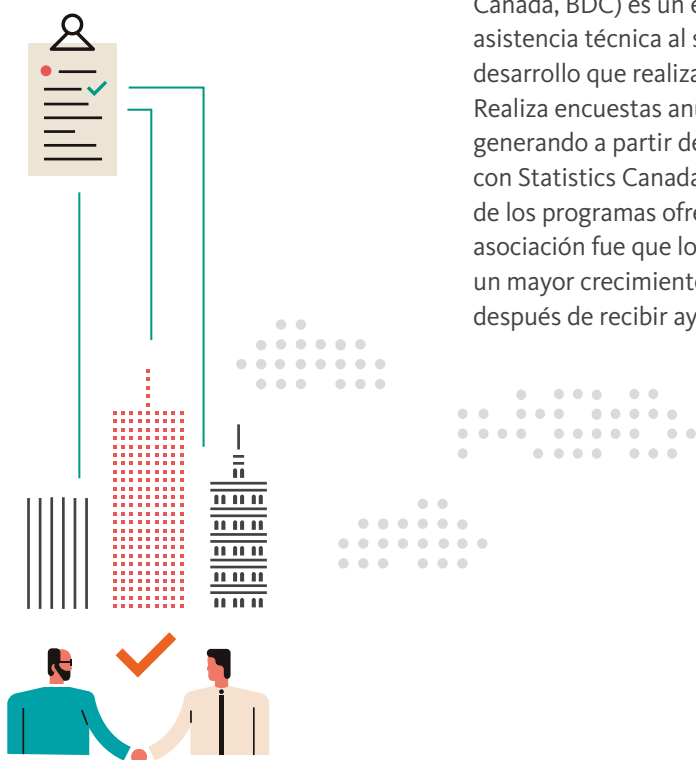 Canada, BDC) es un e
asistencia técnica al s
desarrollo que realiza
Realiza encuestas an
generando a partir de
con Statistics Canada
de los programas ofre
asociación fue que lo
un mayor crecimiento
después de recibir ay